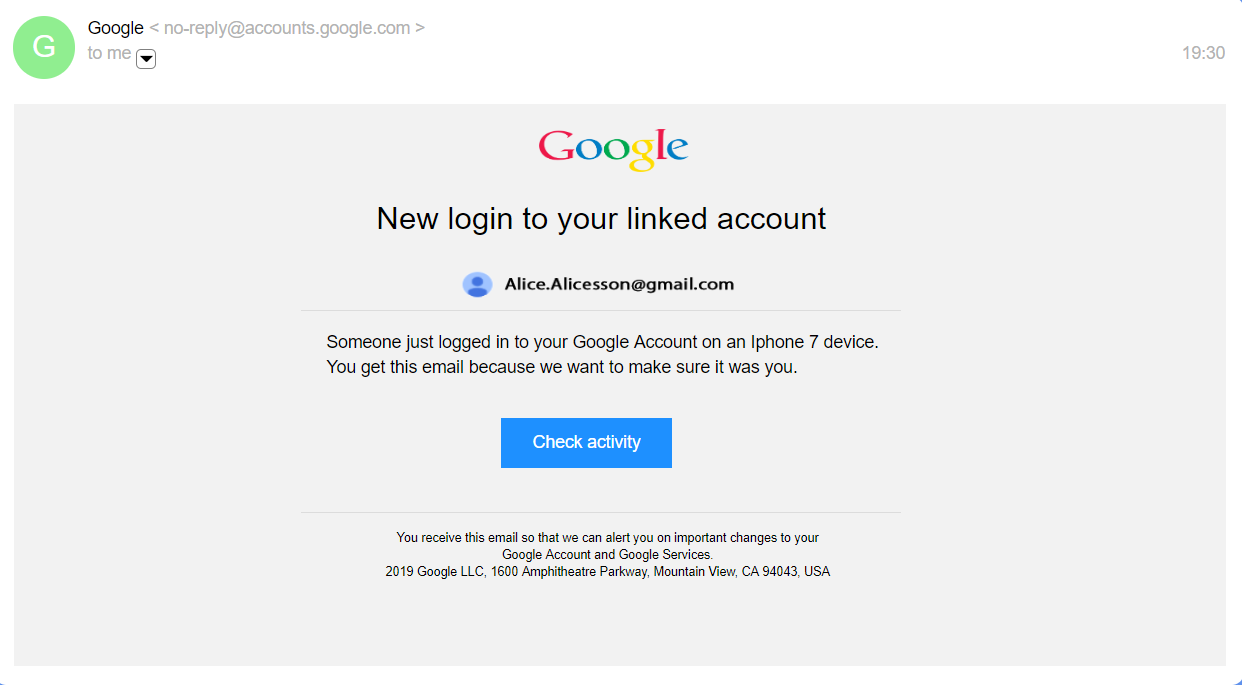 G
Google < no-reply@accounts.google.com >
to me
19:30
Google
New login to your linked account
Alice.Alicesson@gmail.com
Someone just logged in to your Google Account on an Iphone 7 device.
You get this email because we want to make sure it was you.
Check activity
You receive this email so that we can alert you on important changes to your
Google Account and Google Services.
2019 Google LLC, 1600 Amphitheatre Parkway, Mountain View, CA 94043, USA